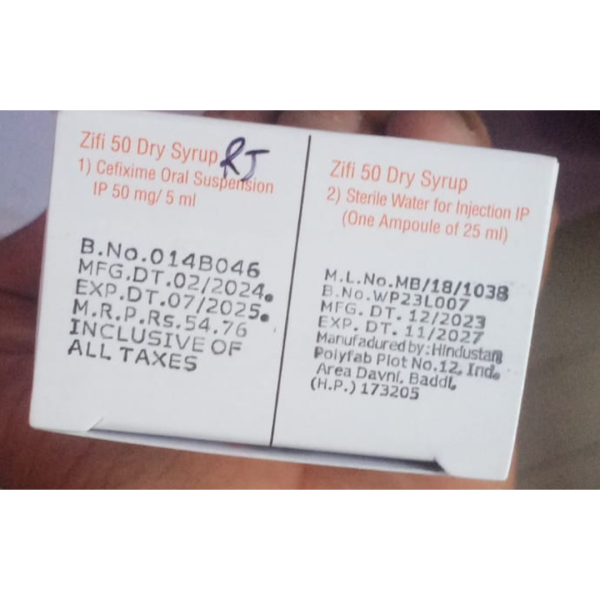 Zifi 50 Dry Syrup RJ
1) Cefixime Oral Suspension
IP 50 mg/ 5 ml
B.No.014B046
MFG.DT.02/2024.
EXP.DT.07/2025.
M.R.P.Rs.54.76
INCLUSIVE OF
ALL TAXES
Zifi 50 Dry Syrup
2) Sterile Water for Injection IP
(One Ampoule of 25 ml)
M.L.No.MB/18/1038
B.No.WP23L007
MFG. DT. 12/2023
EXP. DT. 11/2027
Manufadured by:Hindustan
Polyfab Plot No.12, Ind.
Area Davni, Baddi,
(H.P.) 173205